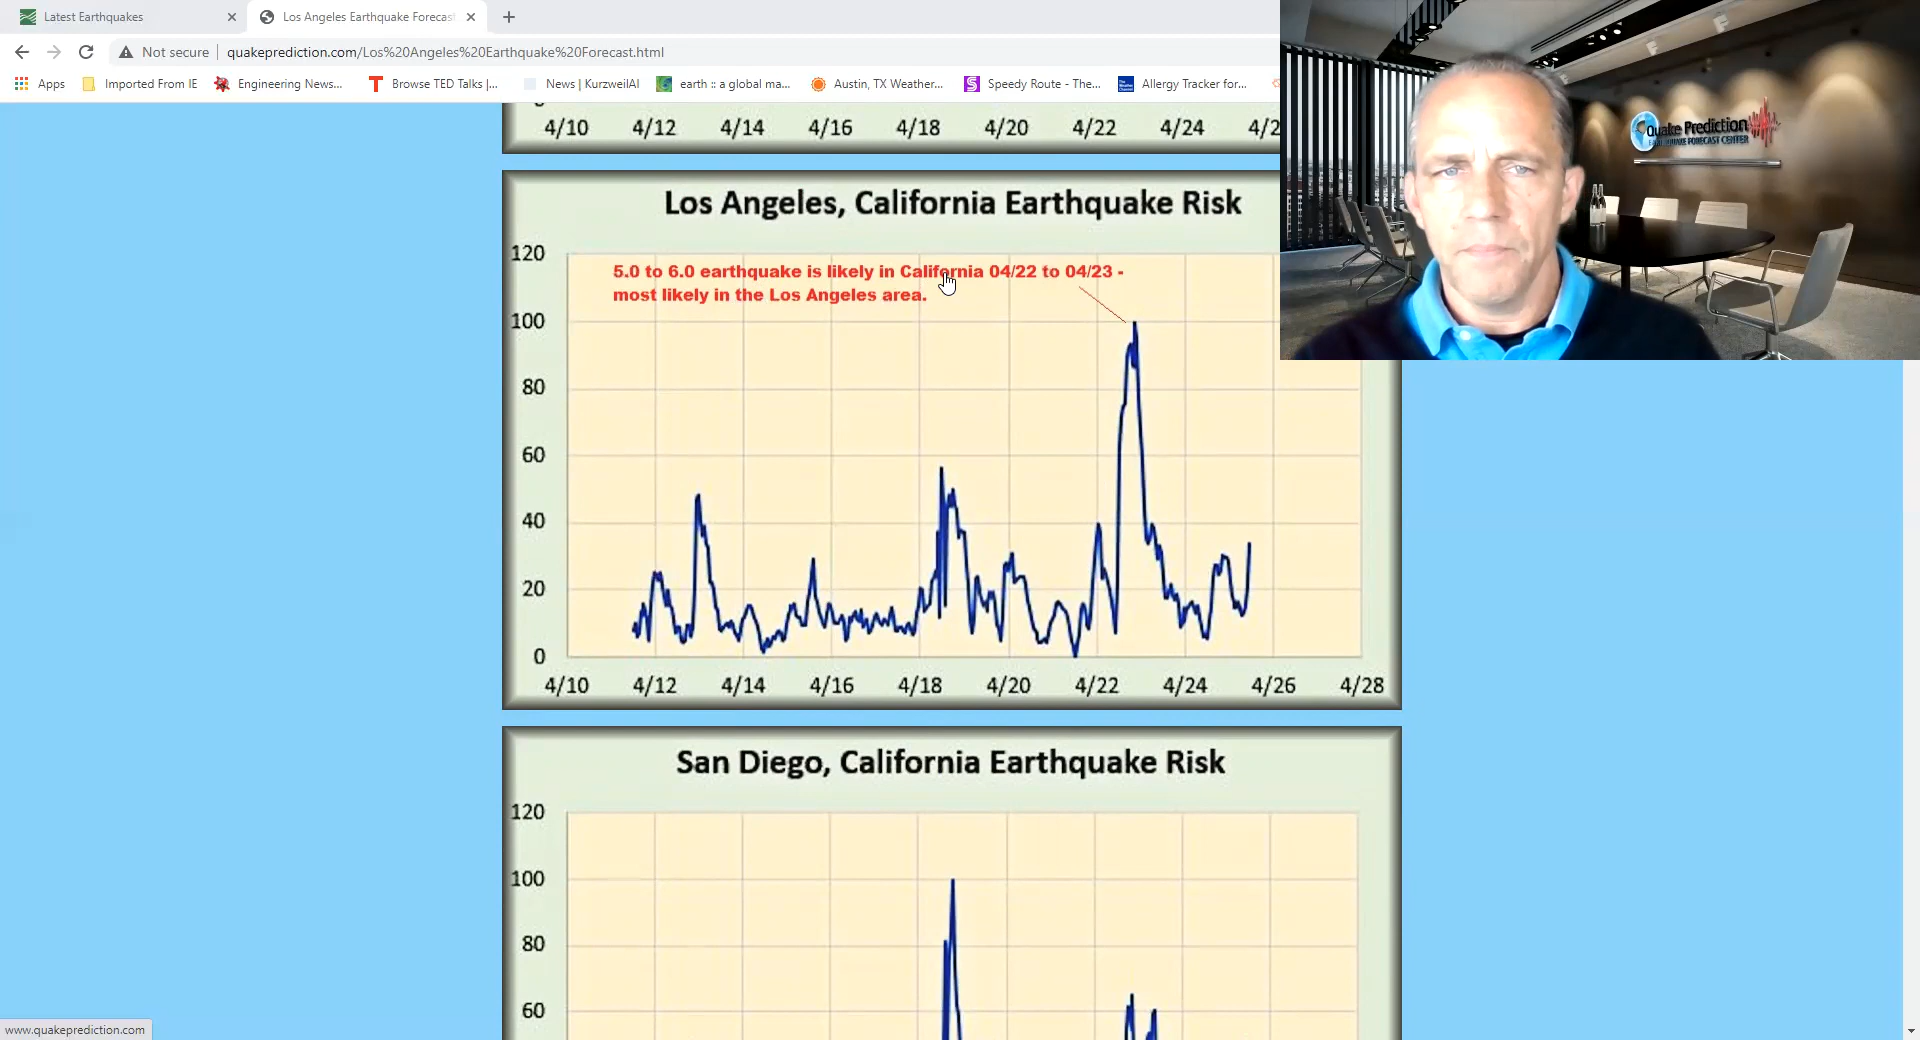 Latest Earthquakes
Los Angeles Earthquake Forecast
Not secure
quakeprediction.com/Los%20Angeles%20Earthquake%20Forecast.html
Apps
Imported From IE
Engineering News...
Browse TED Talks |...
News | KurzweilAI
earth :: a global ma...
Austin, TX Weather...
Speedy Route - The...
Allergy Tracker for...
4/10 4/12 4/14 4/16 4/18 4/20 4/22 4/24 4/2
Quake Prediction
EARTHQUAKE FORECAST CENTER
Los Angeles, California Earthquake Risk
5.0 to 6.0 earthquake is likely in California 04/22 to 04/23 -
most likely in the Los Angeles area.
120
100
80
60
40
20
0
4/10 4/12 4/14 4/16 4/18 4/20 4/22 4/24 4/26 4/28
San Diego, California Earthquake Risk
120
100
80
60
www.quakeprediction.com